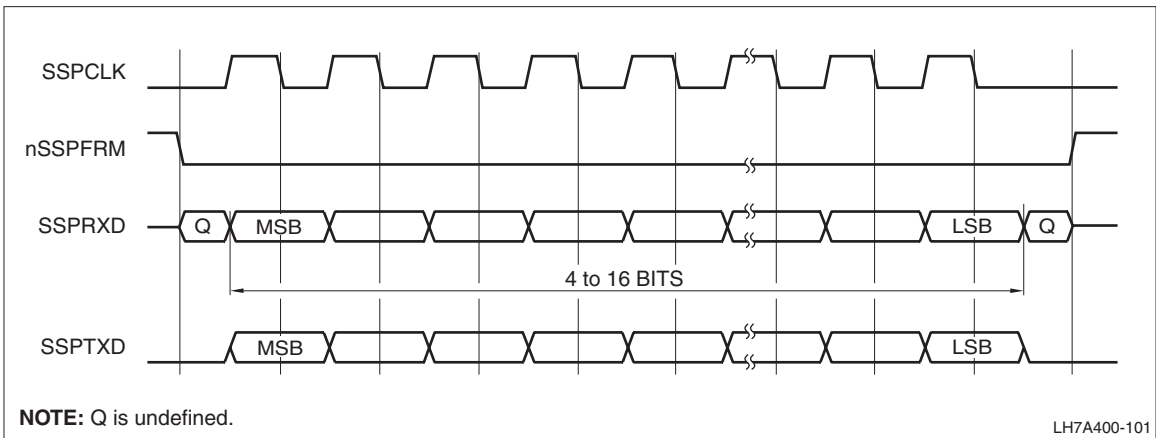 SSPCLK
nSSPFRM
SSPRXD
Q
MSB
LSB
Q
4 to 16 BITS
SSPTXD
MSB
LSB
NOTE: Q is undefined.
LH7A400-101